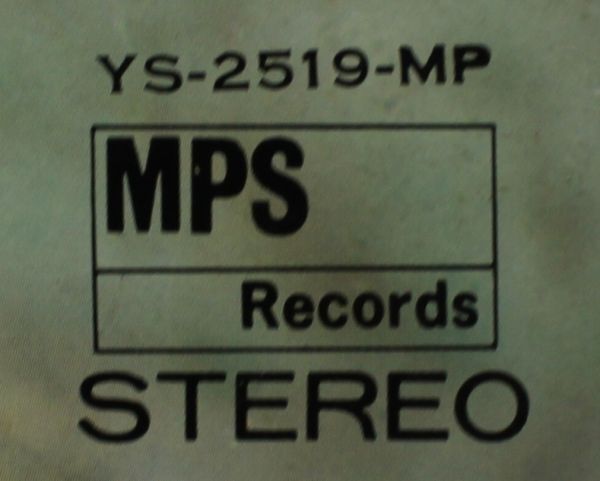 YS-2519-MP
MPS
Records
STEREO